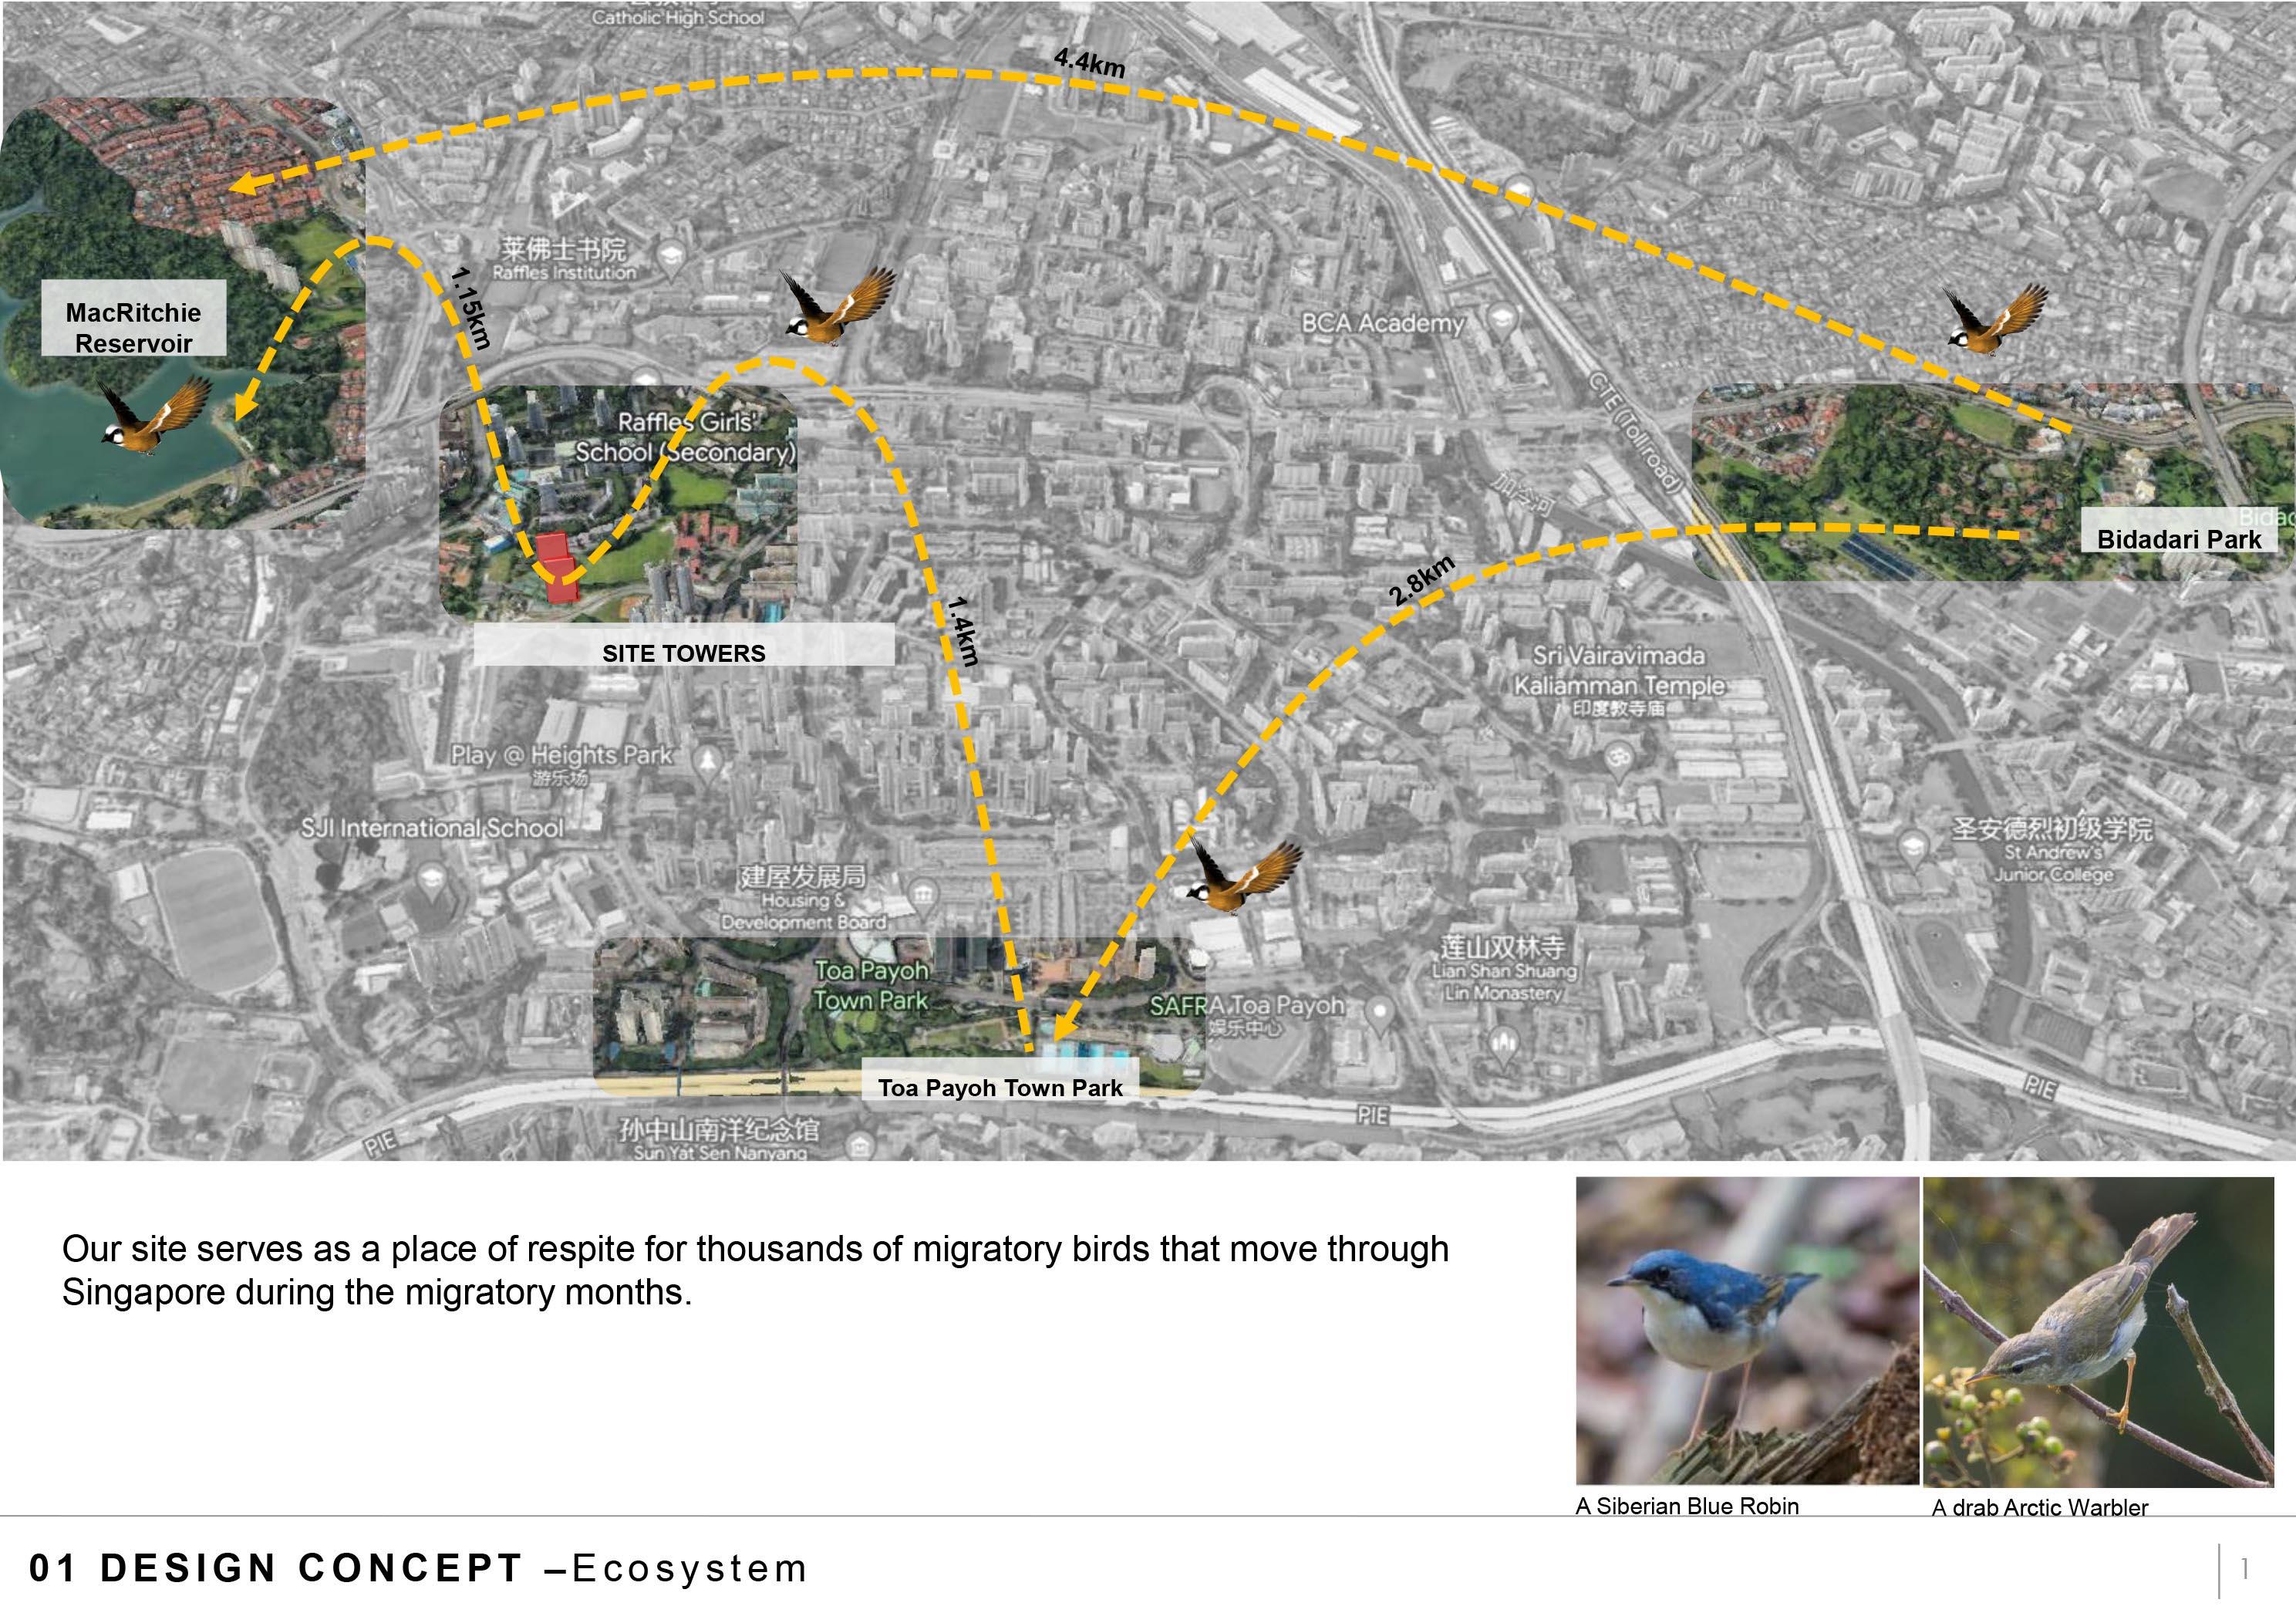 Catholic High School
4.4km
莱佛士书院
Raffles Institution
1.15km
MacRitchie
Reservoir
BCA Academy
CTE (Tollroad)
Raffles Girls'
School (Secondary)
加冷河
Bidadari Park
2.8km
1.4km
SITE TOWERS
Sri Vairavimada
Kaliamman Temple
印度教寺庙
Play @ Heights Park
游乐场
SJI International School
圣安德烈初级学院
St Andrew's
Junior College
建屋发展局
Housing &
Development Board
莲山双林寺
Lian Shan Shuang
Lin Monastery
Toa Payoh
Town Park
SAFRA Toa Payoh
娱乐中心
Toa Payoh Town Park
PIE
PIE
PIE
孙中山南洋纪念馆
Sun Yat Sen Nanyang
Our site serves as a place of respite for thousands of migratory birds that move through
Singapore during the migratory months.
A Siberian Blue Robin
A drab Arctic Warbler
01 DESIGN CONCEPT –Ecosystem
1